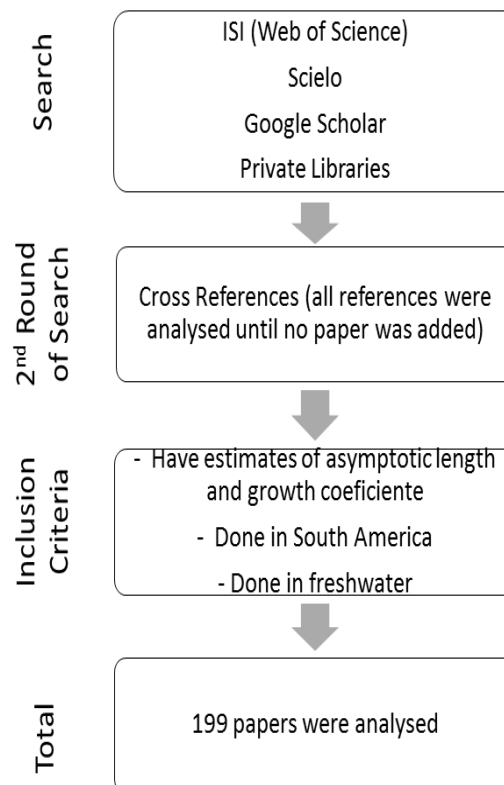 Search
ISI (Web of Science)
Scielo
Google Scholar
Private Libraries
2nd Round
of Search
Cross References (all references were
analysed until no paper was added)
Inclusion
Criteria
- Have estimates of asymptotic length
and growth coeficiente
- Done in South America
- Done in freshwater
Total
199 papers were analysed